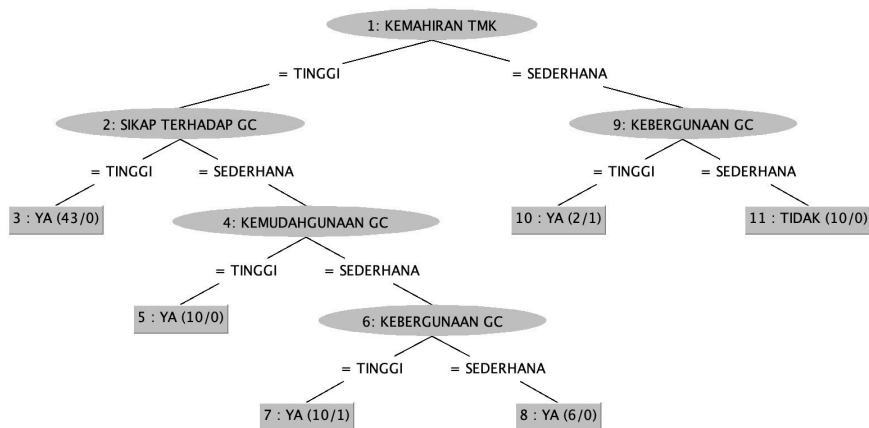 1: KEMAHIRAN TMK
= TINGGI
= SEDERHANA
2: SIKAP TERHADAP GC
9: KEBERGUNAAN GC
= TINGGI
= SEDERHANA
= TINGGI
= SEDERHANA
3 : YA (43/0)
4: KEMUDAHGUNAAN GC
10 : YA (2/1)
11 : TIDAK (10/0)
= TINGGI
= SEDERHANA
5 : YA (10/0)
6: KEBERGUNAAN GC
= TINGGI
= SEDERHANA
7 : YA (10/1)
8 : YA (6/0)